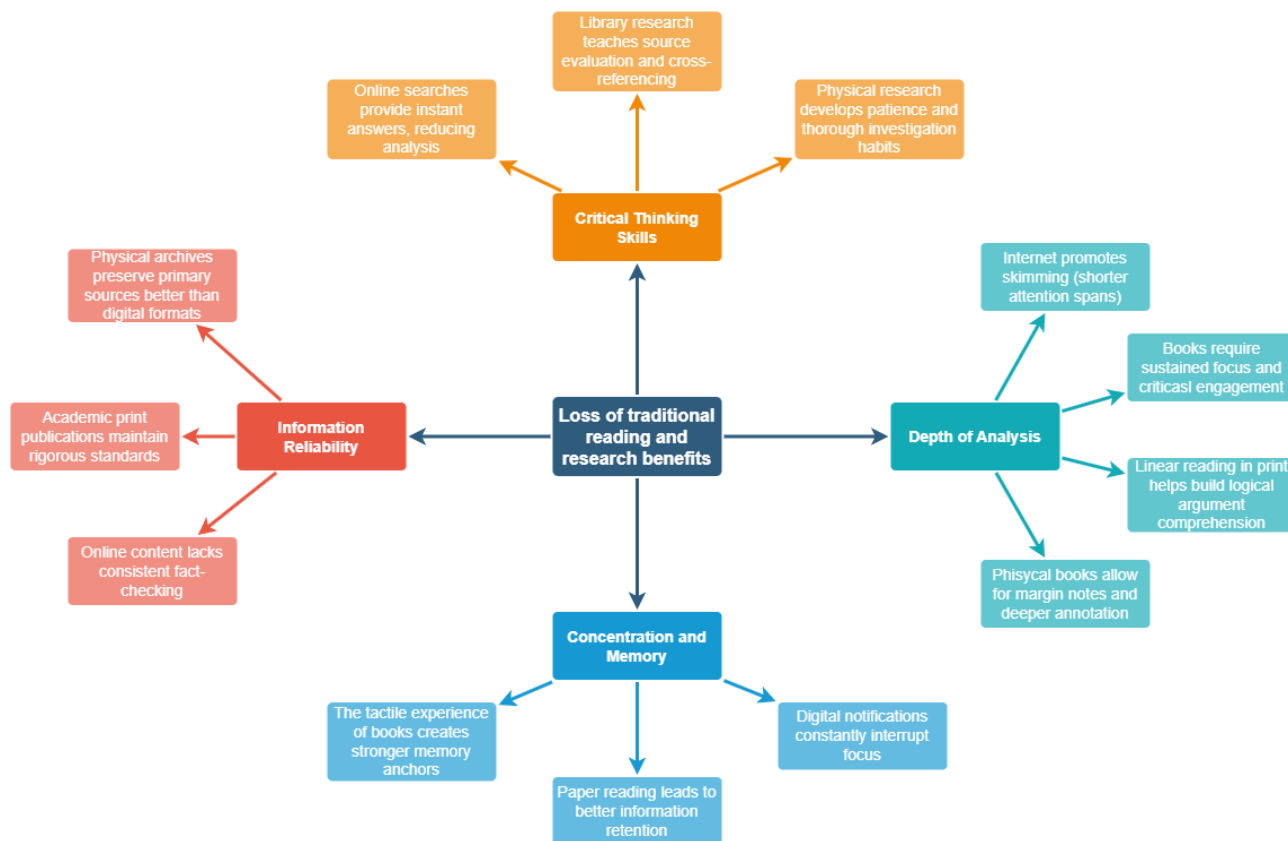 Library research
teaches source
evaluation and cross-
referencing
Online searches
provide instant
answers, reducing
analysis
Physical research
develops patience and
thorough investigation
habits
Critical Thinking
Skills
Physical archives
preserve primary
sources better than
digital formats
Internet promotes
skimming (shorter
attention spans)
Books require
sustained focus and
criticasl engagement
Academic print
publications maintain
rigorous standards
Information
Reliability
Loss of traditional
reading and
research benefits
Depth of Analysis
Linear reading in print
helps build logical
argument
comprehension
Online content lacks
consistent fact-
checking
Phisycal books allow
for margin notes and
deeper annotation
Concentration and
Memory
The tactile experience
of books creates
stronger memory
anchors
Digital notifications
constantly interrupt
focus
Paper reading leads to
better information
retention